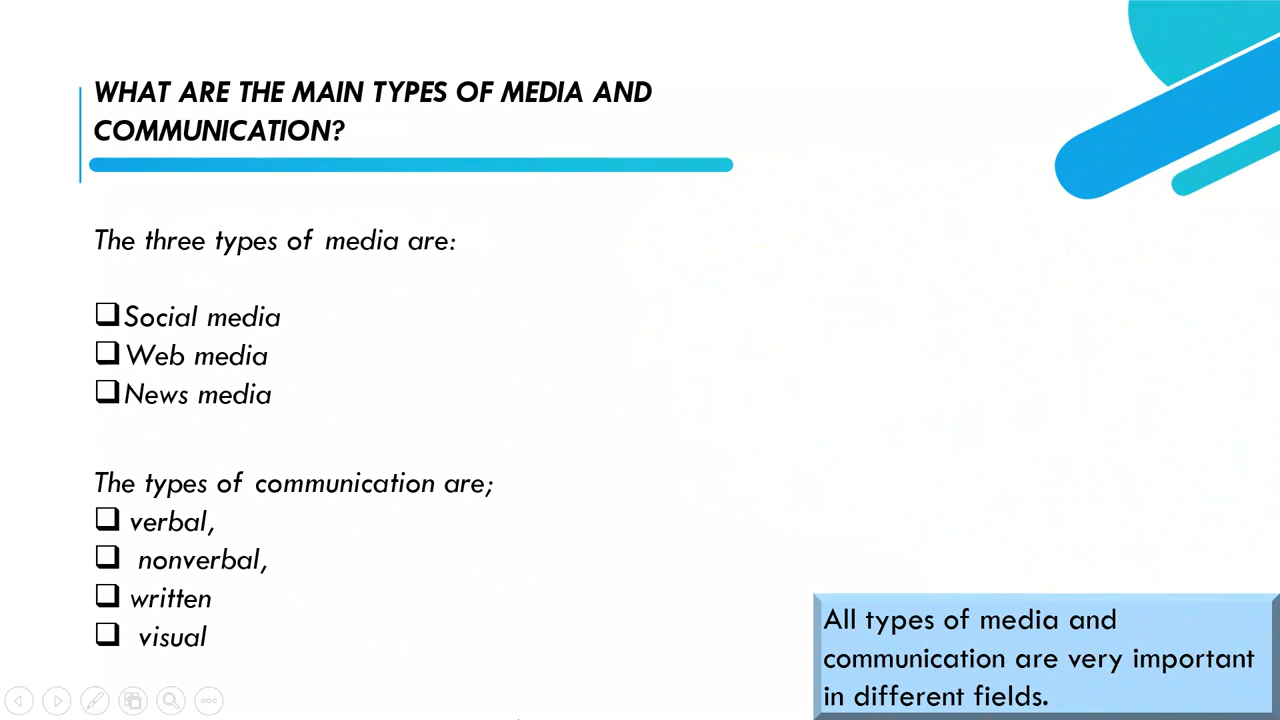 WHAT ARE THE MAIN TYPES OF MEDIA AND
COMMUNICATION?
The three types of media are:
❑Social media
❑Web media
❑News media
The types of communication are;
❑ verbal,
❑ nonverbal,
❑ written
❑ visual
All types of media and
communication are very important
in different fields.